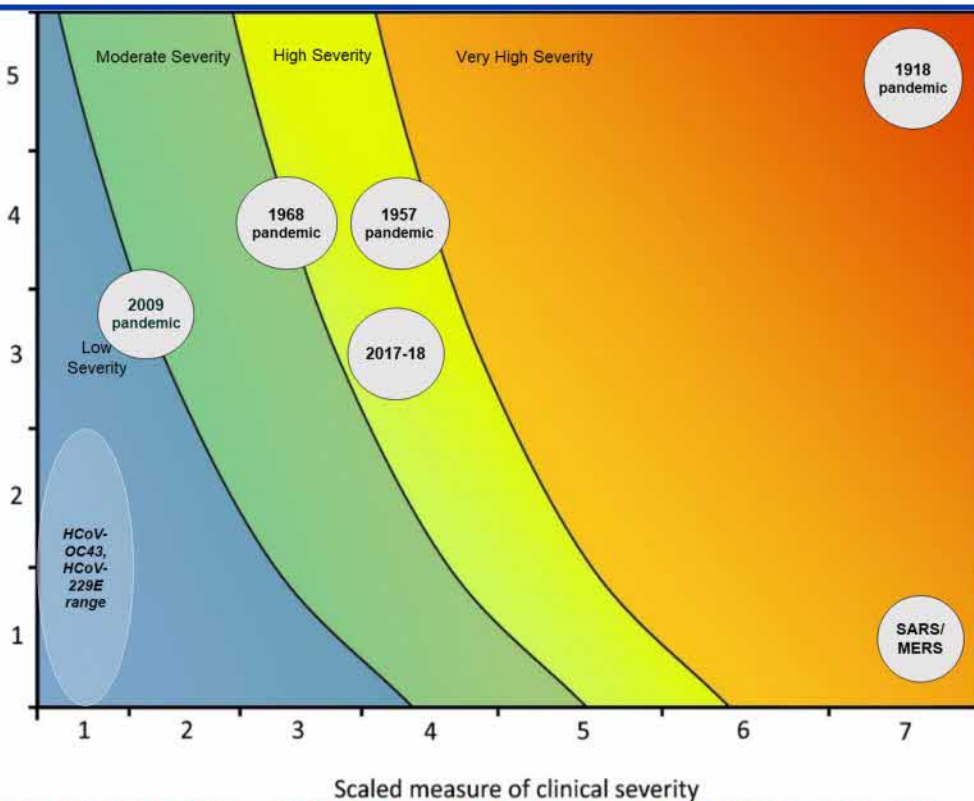 5
Moderate Severity
High Severity
Very High Severity
1918
pandemic
4
1968
pandemic
1957
pandemic
2009
pandemic
3
Low
Severity
2017-18
2
HCoV-
OC43,
HCoV-
229E
range
1
SARS/
MERS
1 2 3 4 5 6 7
Scaled measure of clinical severity